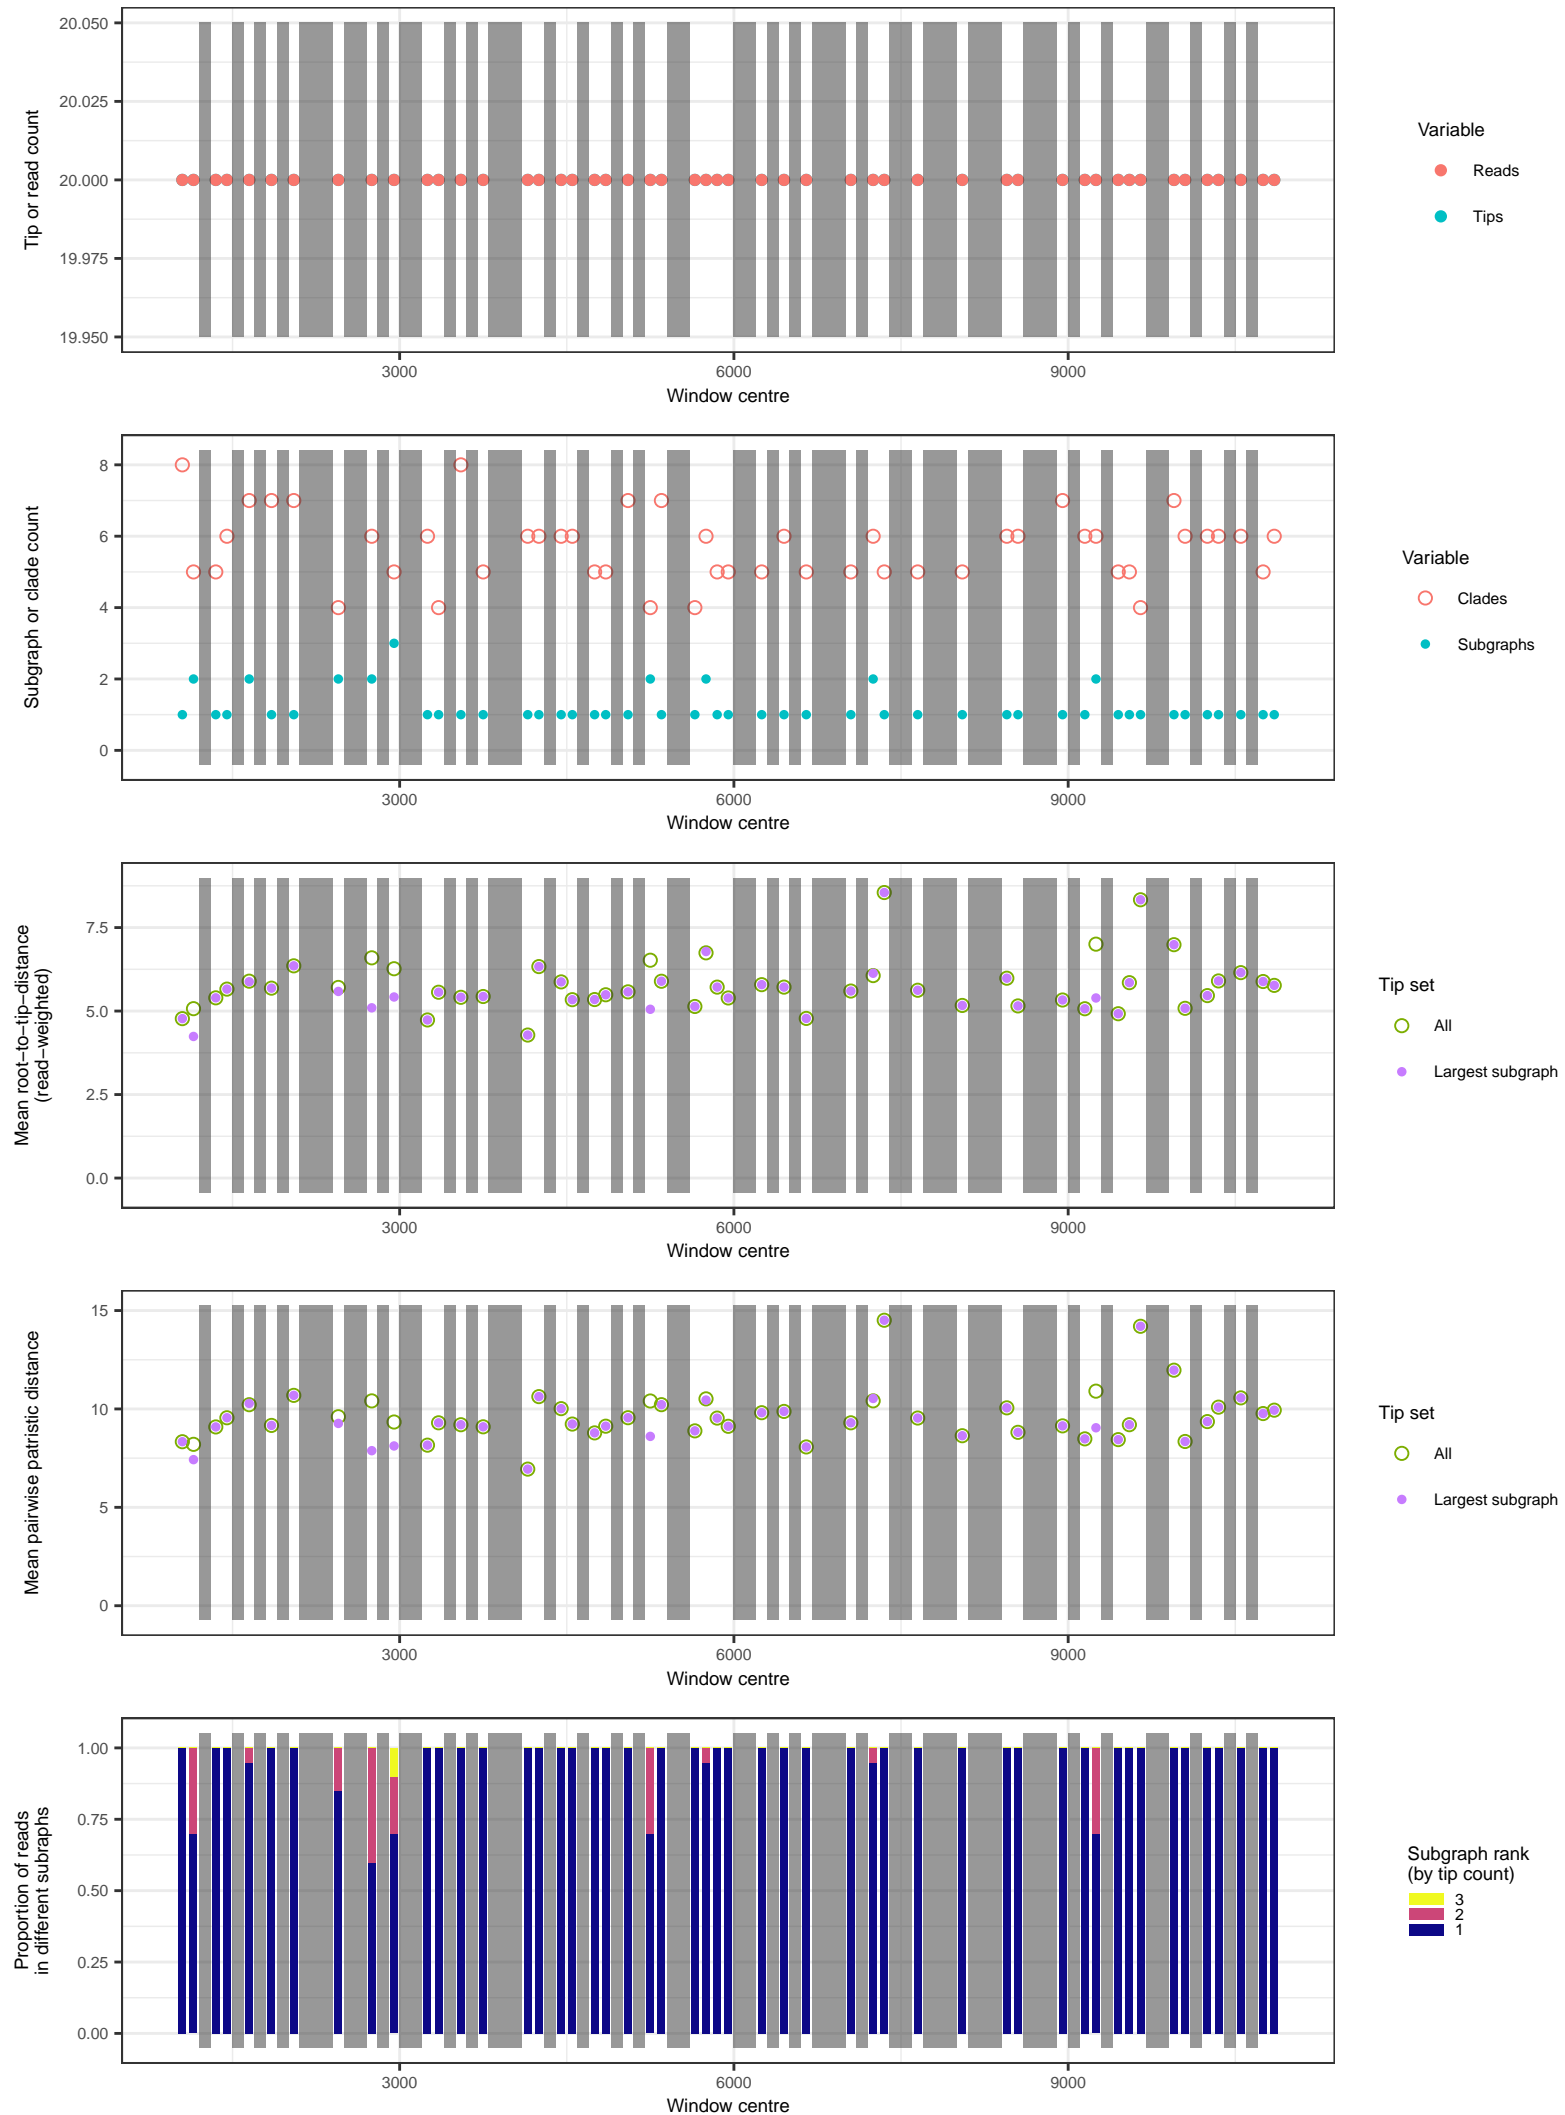 20.050
20.025
20.000
19.975
19.950
Tip or read count
3000
6000
9000
Window centre
Variable
Reads
Tips
8
6
4
2
0
Subgraph or clade count
3000
6000
9000
Window centre
Variable
Clades
Subgraphs
7.5
5.0
2.5
0.0
Mean root−to−tip−distance
(read−weighted)
3000
6000
9000
Window centre
Tip set
All
Largest subgraph
15
10
5
0
Mean pairwise patristic distance
3000
6000
9000
Window centre
Tip set
All
Largest subgraph
1.00
0.75
0.50
0.25
0.00
Proportion of reads
in different subraphs
3000
6000
9000
Window centre
Subgraph rank
(by tip count)
3
2
1